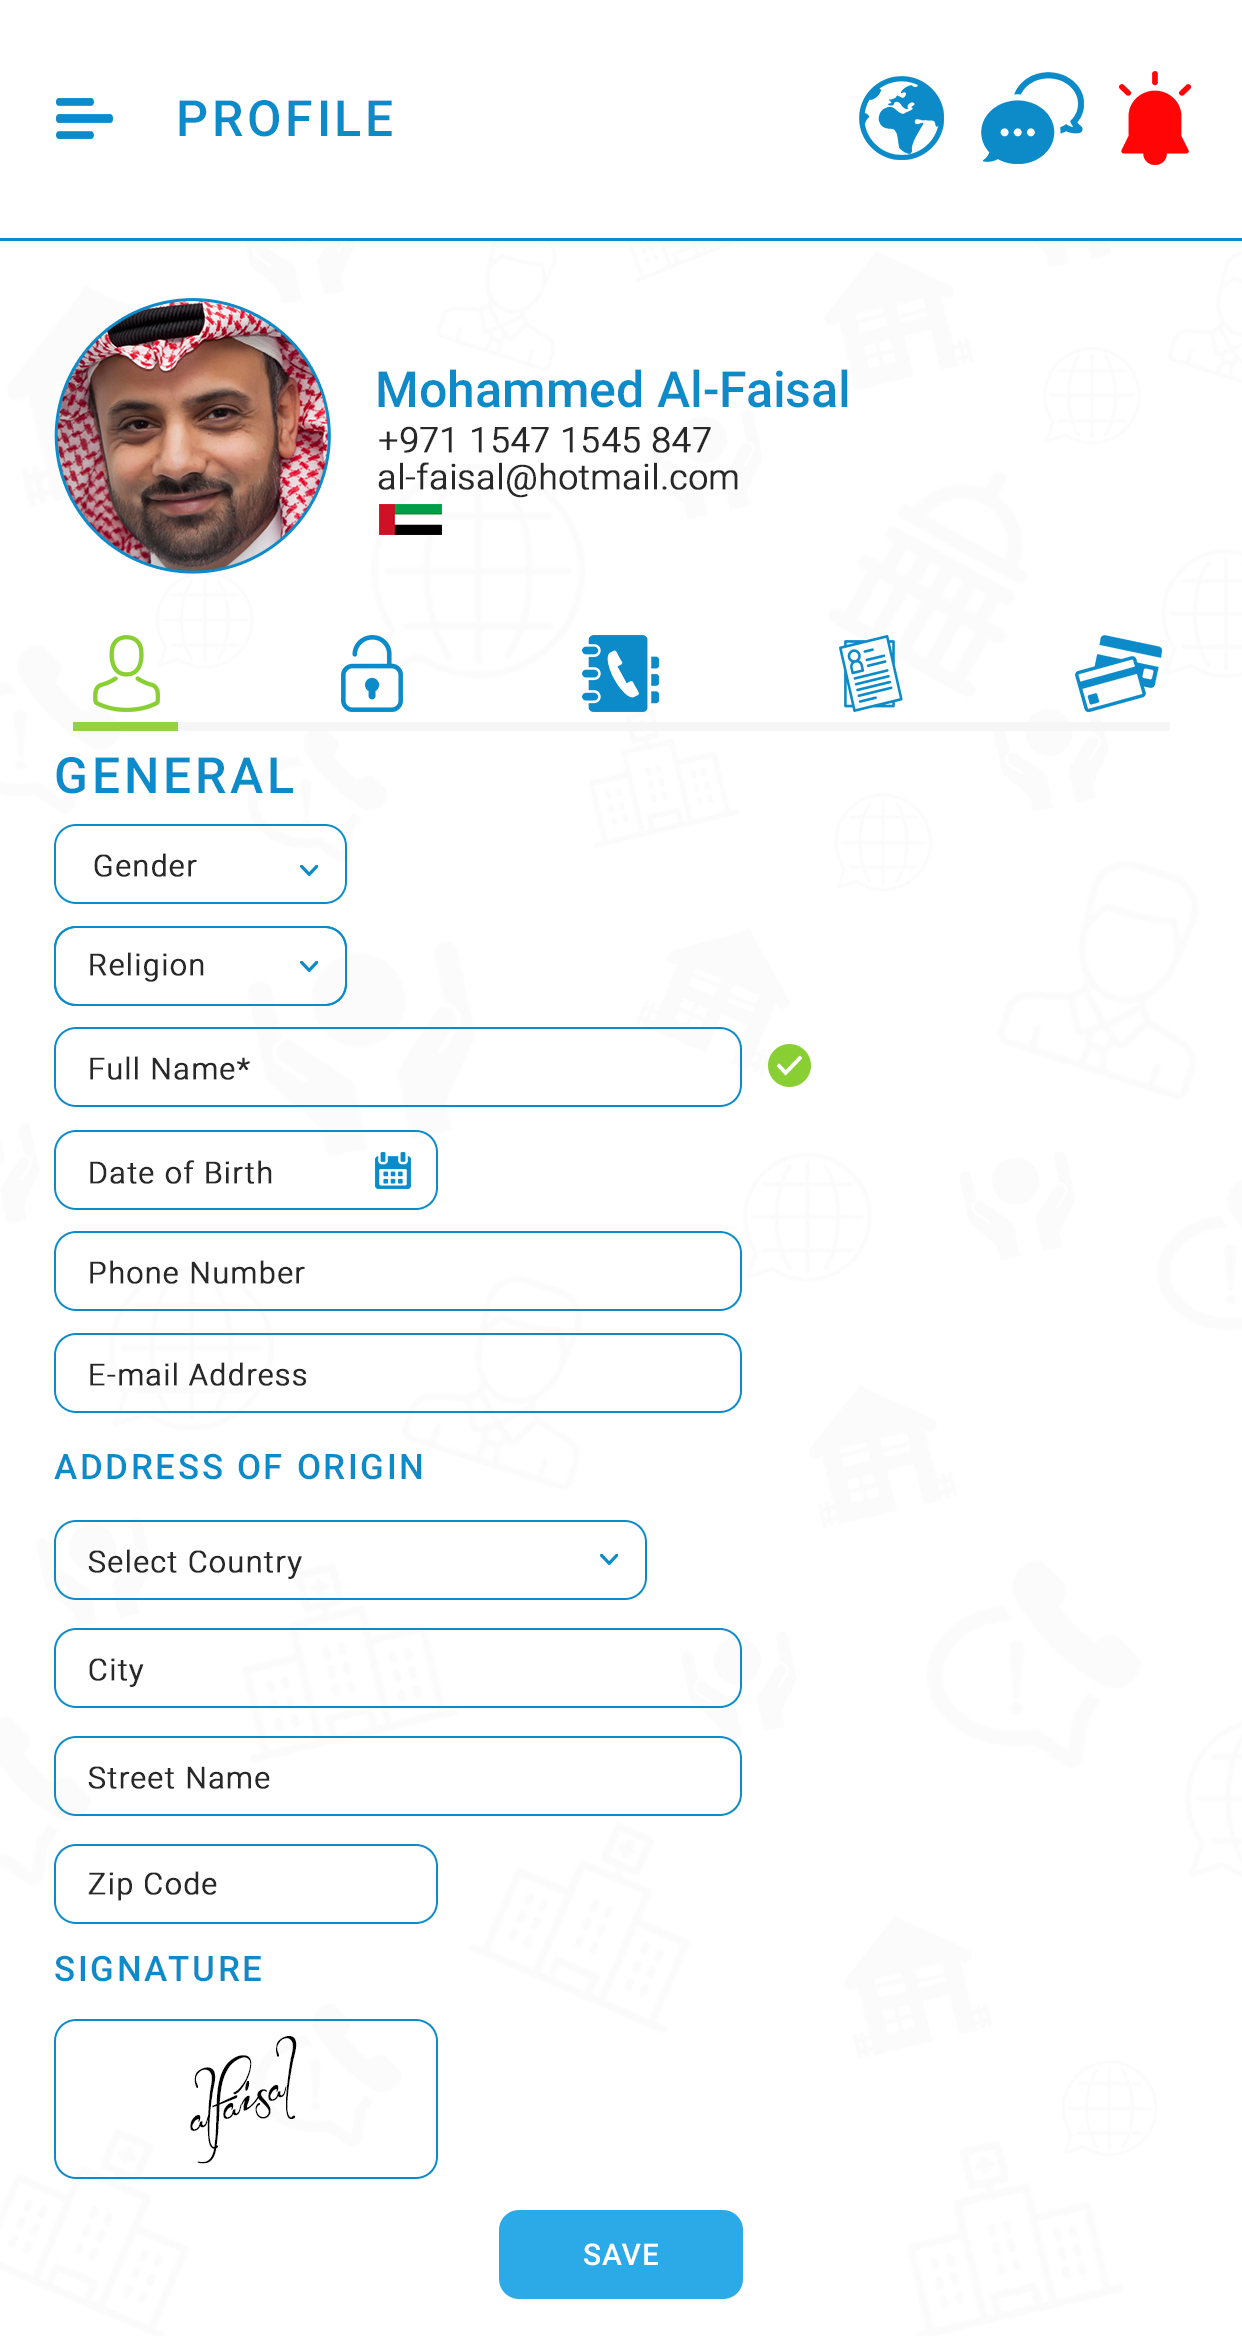 PROFILE
Mohammed Al-Faisal
+971 1547 1545 847
al-faisal@hotmail.com
GENERAL
Gender
Religion
Full Name*
Date of Birth
Phone Number
E-mail Address
ADDRESS OF ORIGIN
Select Country
City
Street Name
Zip Code
SIGNATURE
alfaisal
SAVE